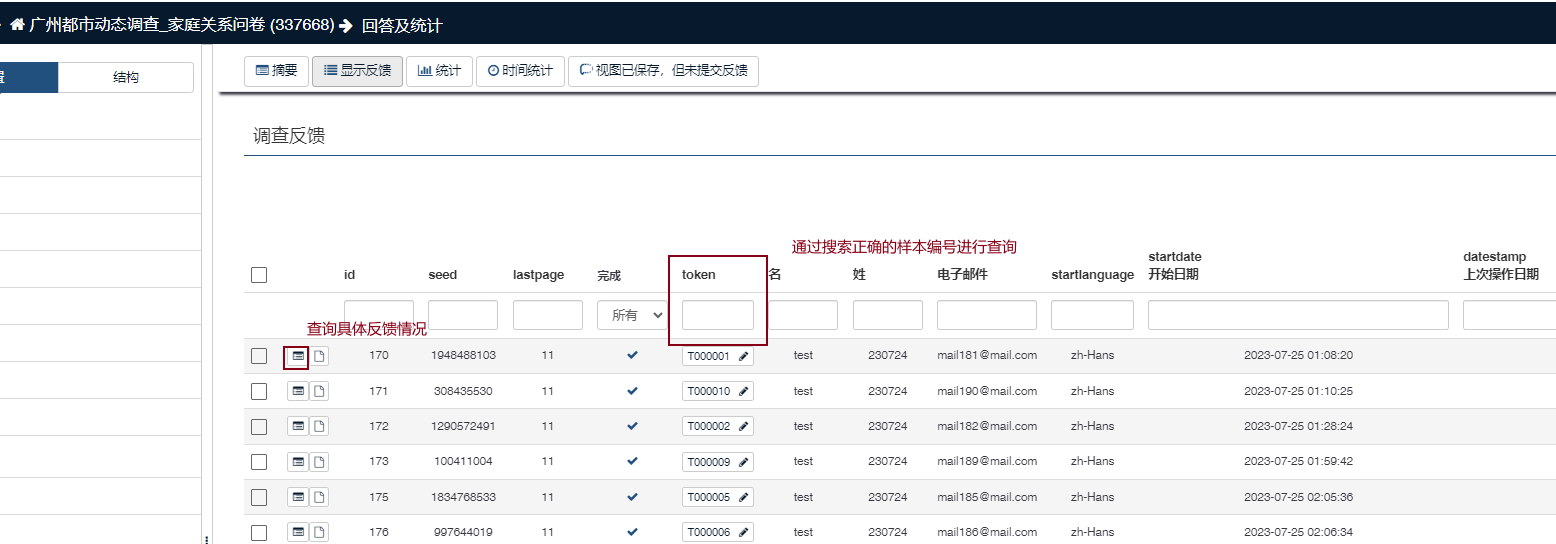 广州都市动态调查_家庭关系问卷 (337668) 回答及统计
置 结构
摘要 显示反馈 统计 时间统计 视图已保存，但未提交反馈
调查反馈
通过搜索正确的样本编号进行查询
id seed lastpage 完成 token 名 姓 电子邮件 startlanguage startdate 开始日期 datestamp 上次操作日期
所有
查询具体反馈情况
170 1948488103 11 T000001 test 230724 mail181@mail.com zh-Hans 2023-07-25 01:08:20
171 308435530 11 T000010 test 230724 mail190@mail.com zh-Hans 2023-07-25 01:10:25
172 1290572491 11 T000002 test 230724 mail182@mail.com zh-Hans 2023-07-25 01:28:24
173 100411004 11 T000009 test 230724 mail189@mail.com zh-Hans 2023-07-25 01:59:42
175 1834768533 11 T000005 test 230724 mail185@mail.com zh-Hans 2023-07-25 02:05:36
176 997644019 11 T000006 test 230724 mail186@mail.com zh-Hans 2023-07-25 02:06:34